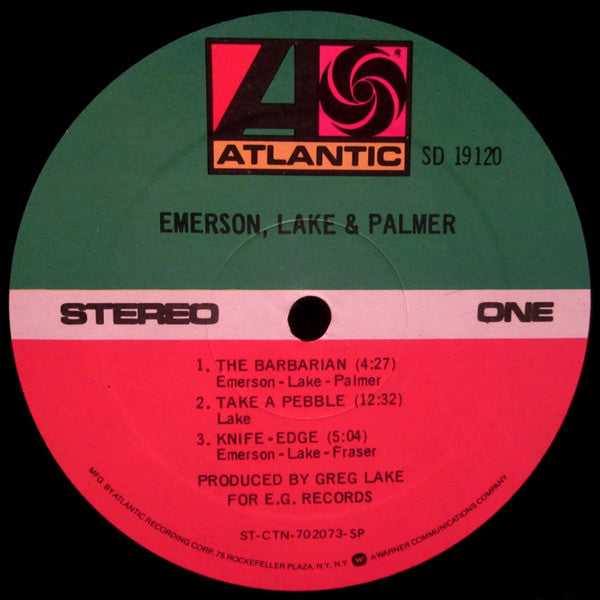 ATLANTIC
SD 19120
EMERSON, LAKE & PALMER
STEREO
ONE
1. THE BARBARIAN (4:27)
Emerson - Lake - Palmer
2. TAKE A PEBBLE (12:32)
Lake
3. KNIFE - EDGE (5:04)
Emerson - Lake - Fraser
PRODUCED BY GREG LAKE
FOR E.G. RECORDS
ST-CTN-702073-SP
MFG. BY ATLANTIC RECORDING CORP., 75 ROCKEFELLER PLAZA, N.Y., N.Y. A WARNER COMMUNICATIONS COMPANY